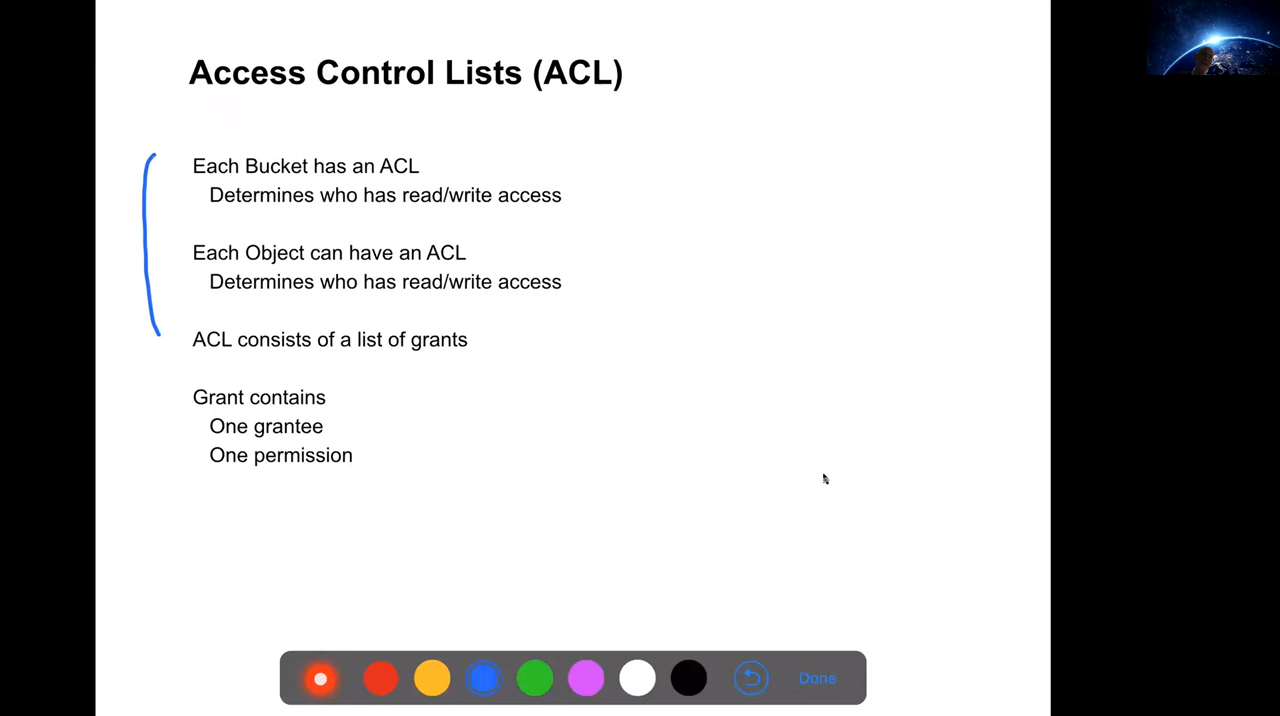 Access Control Lists (ACL)
Each Bucket has an ACL
Determines who has read/write access
Each Object can have an ACL
Determines who has read/write access
ACL consists of a list of grants
Grant contains
One grantee
One permission
Done